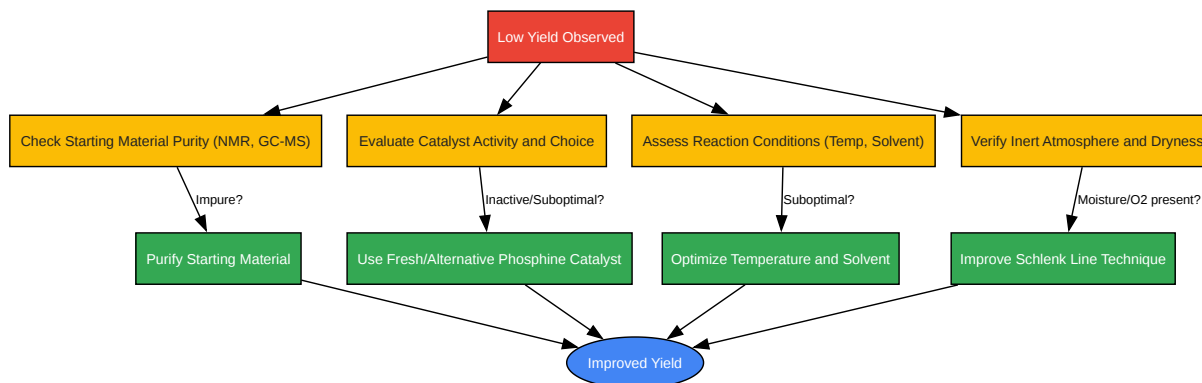 Low Yield Observed
Check Starting Material Purity (NMR, GC-MS)
Evaluate Catalyst Activity and Choice
Assess Reaction Conditions (Temp, Solvent)
Verify Inert Atmosphere and Dryness
Impure?
Inactive/Suboptimal?
Suboptimal?
Moisture/O2 present?
Purify Starting Material
Use Fresh/Alternative Phosphine Catalyst
Optimize Temperature and Solvent
Improve Schlenk Line Technique
Improved Yield